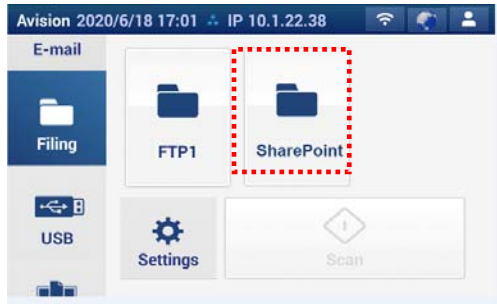 Avision 2020/6/18 17:01 IP 10.1.22.38
E-mail
Filing
FTP1
SharePoint
USB
Settings
Scan